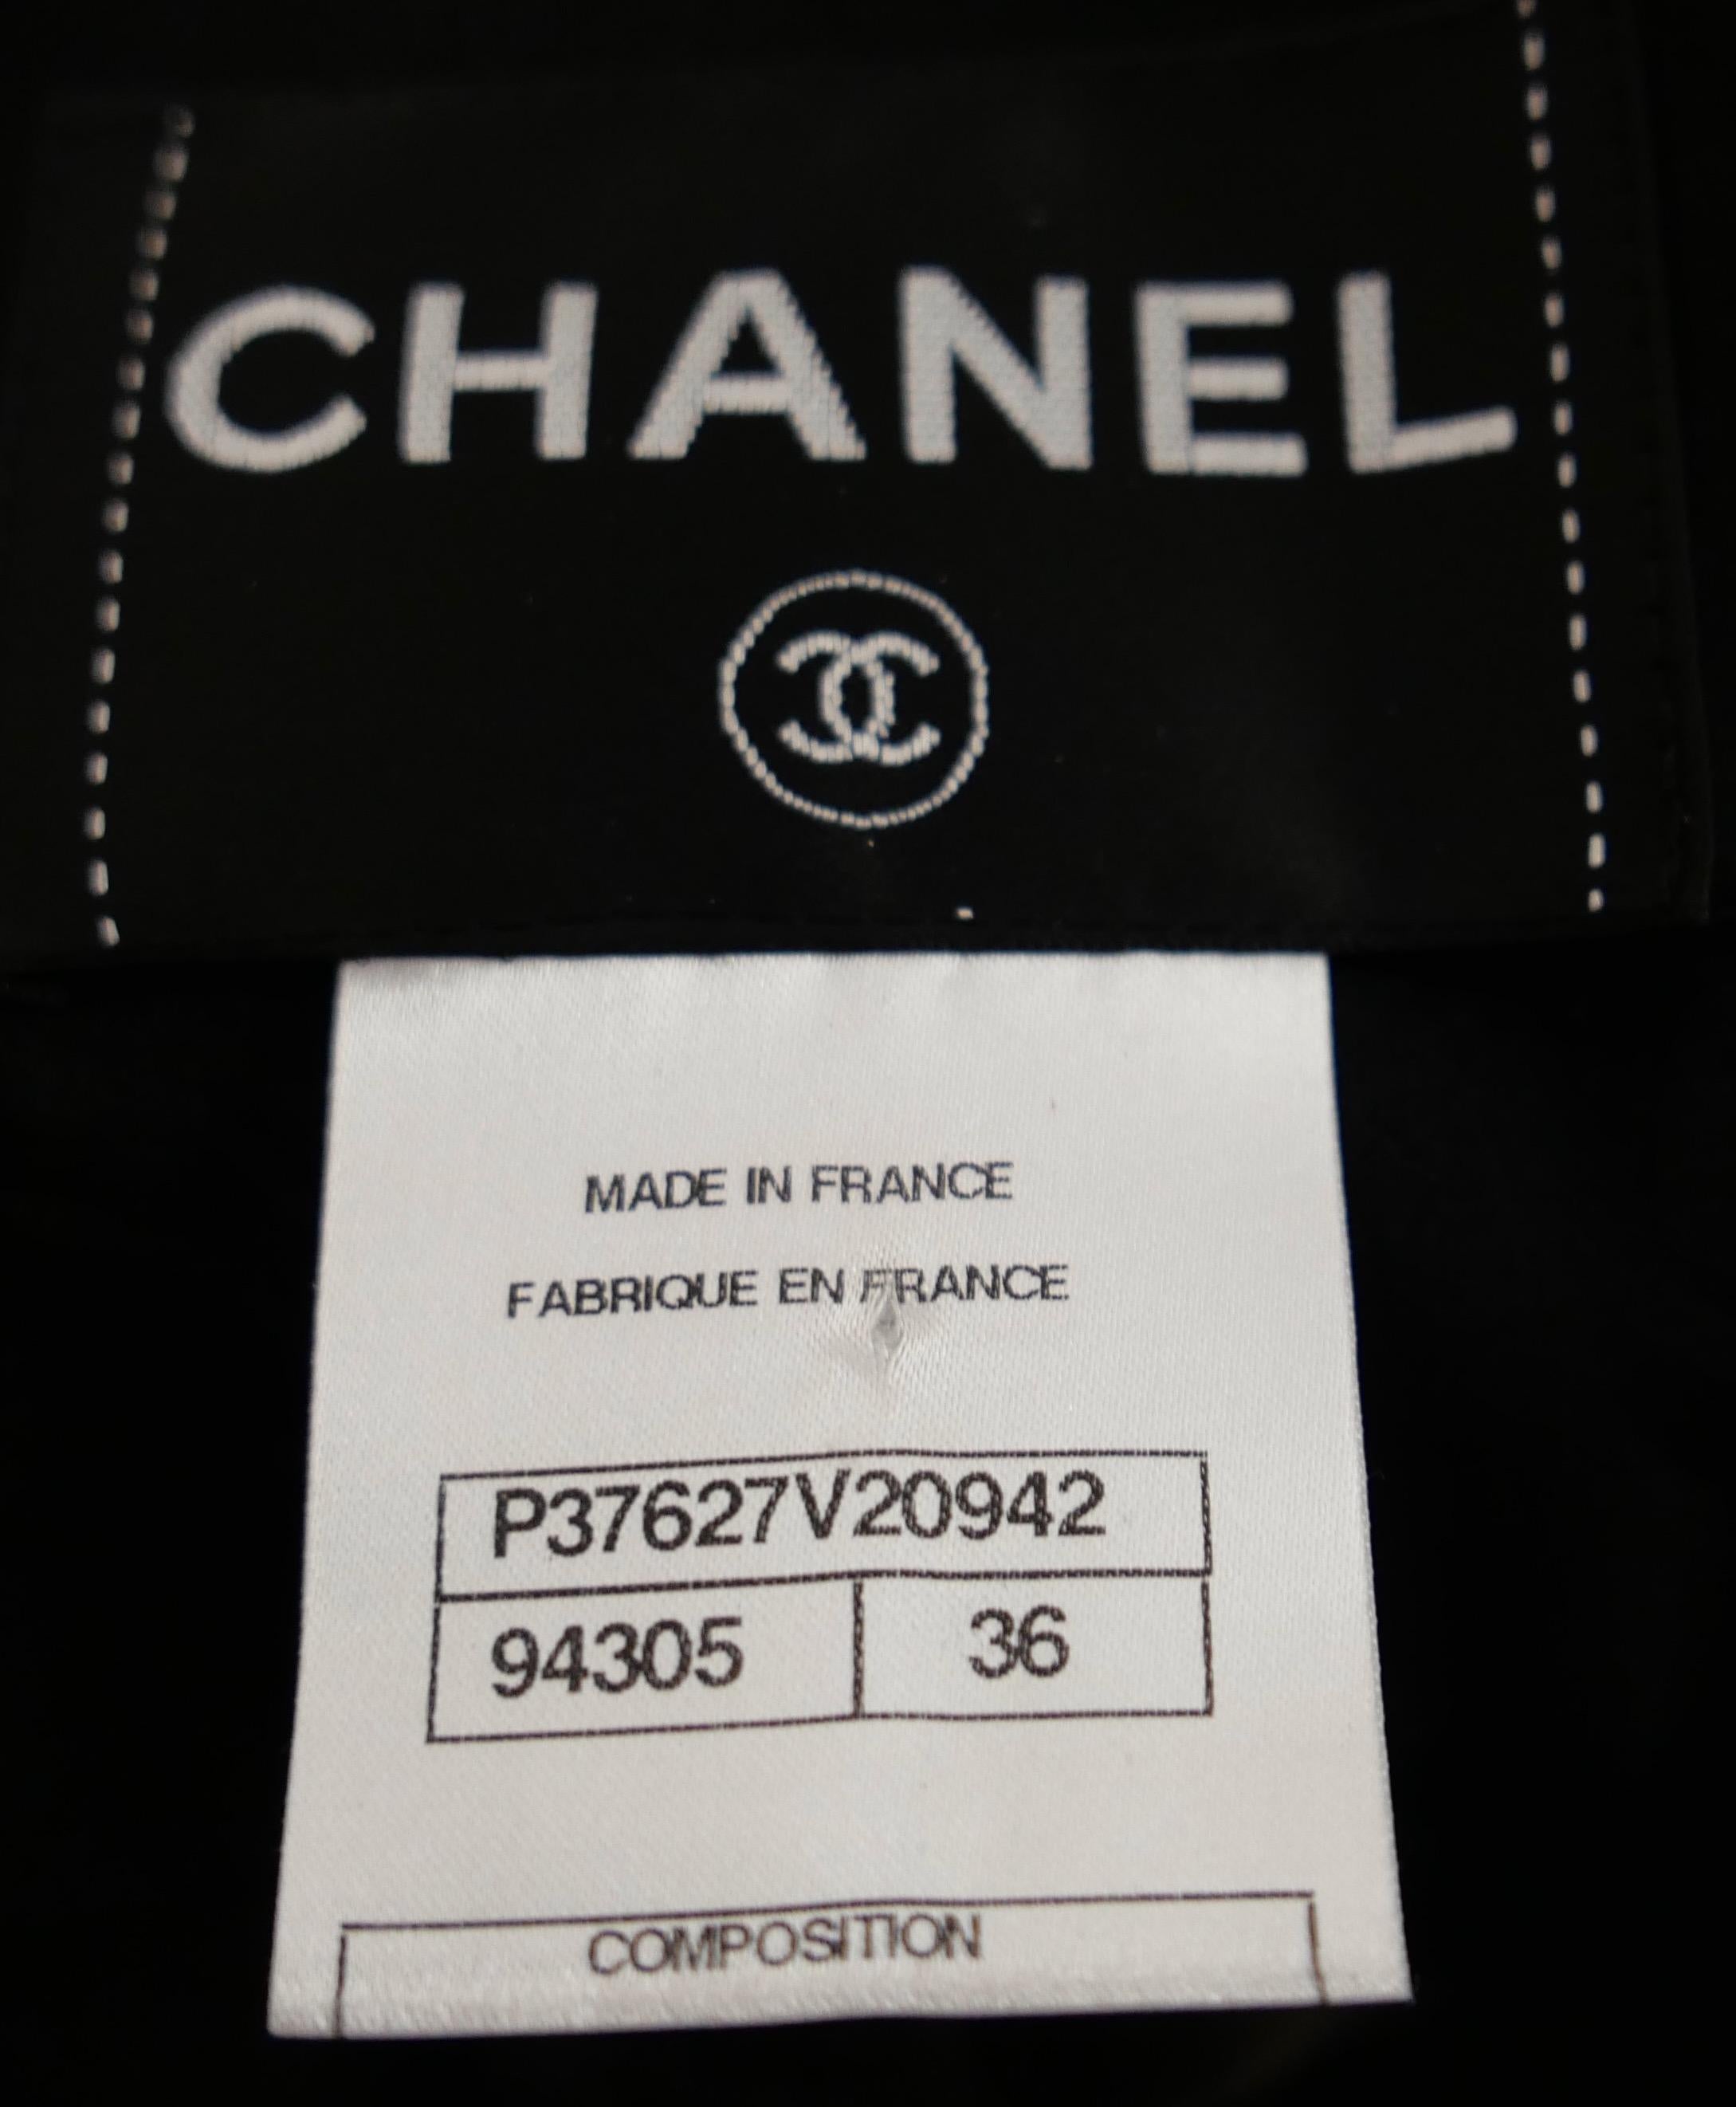 CHANEL
MADE IN FRANCE
FABRIQUE EN FRANCE
P37627V20942
94305 36
COMPOSITION